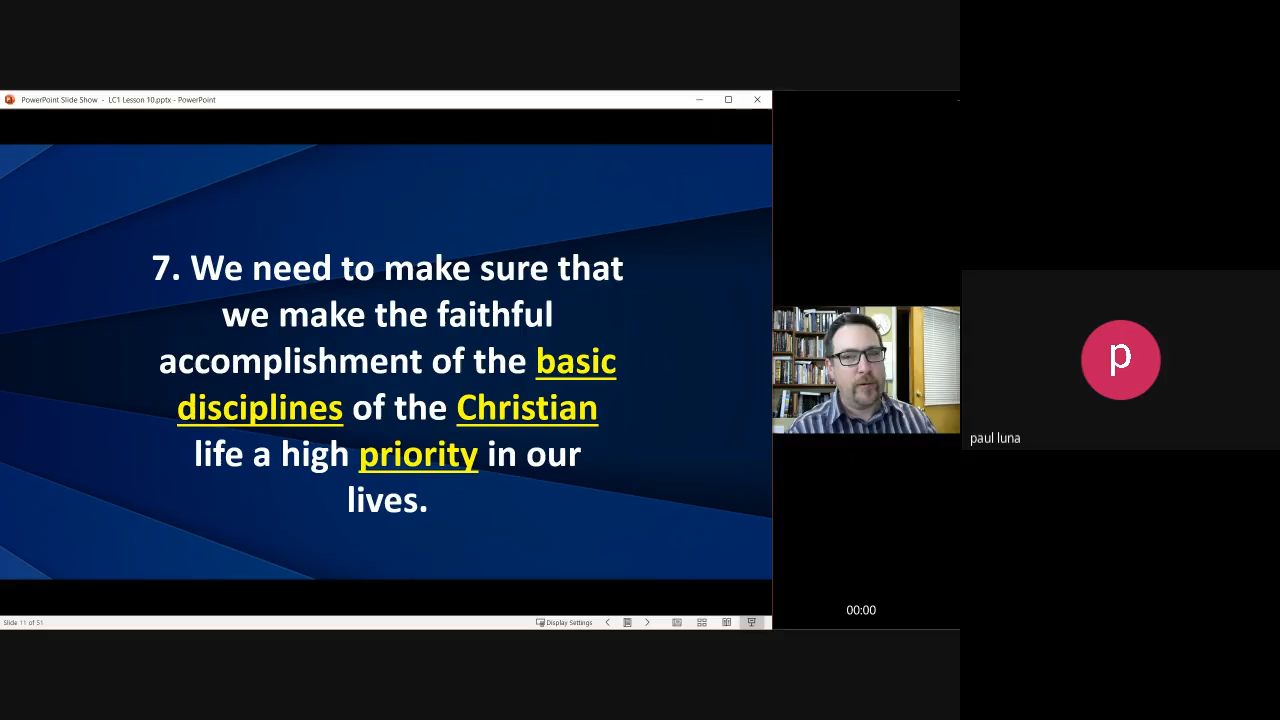 PowerPoint Slide Show - LC1 Lesson 10.pptx - PowerPoint
7. We need to make sure that
we make the faithful
accomplishment of the basic
disciplines of the Christian
life a high priority in our
lives.
p
paul luna
00:00
Slide 11 of 51
Display Settings